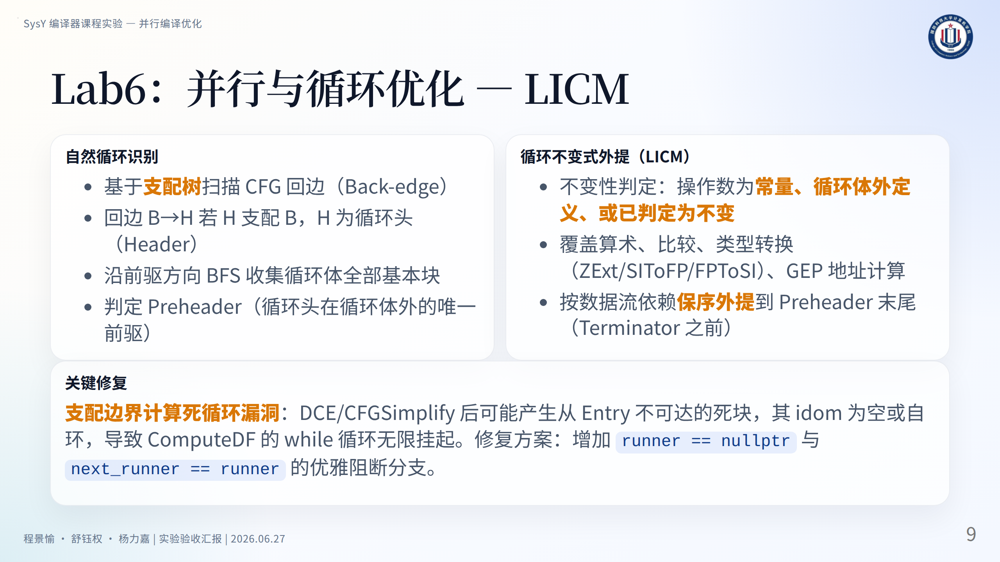 SysY 编译器课程实验 — 并行编译优化
国防科技大学计算机学院
1966
Lab6：并行与循环优化 — LICM
自然循环识别
• 基于支配树扫描 CFG 回边（Back-edge）
• 回边 B→H 若 H 支配 B，H 为循环头
（Header）
• 沿前驱方向 BFS 收集循环体全部基本块
• 判定 Preheader（循环头在循环体外的唯一
前驱）
循环不变式外提（LICM）
• 不变性判定：操作数为常量、循环体外定
义、或已判定为不变
• 覆盖算术、比较、类型转换
（ZExt/SIToFP/FPToSI）、GEP 地址计算
• 按数据流依赖保序外提到 Preheader 末尾
（Terminator 之前）
关键修复
支配边界计算死循环漏洞：DCE/CFGSimplify 后可能产生从 Entry 不可达的死块，其 idom 为空或自
环，导致 ComputeDF 的 while 循环无限挂起。修复方案：增加 runner == nullptr 与
next_runner == runner 的优雅阻断分支。
程景愉 · 舒钰权 · 杨力嘉 | 实验验收汇报 | 2026.06.27
9